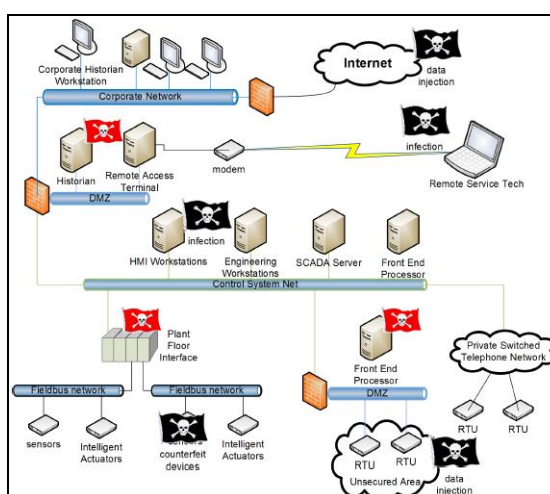 Corporate Historian
Workstation
Internet
data
injection
Corporate Network
infection
Historian
Remote Access
Terminal
modem
Remote Service Tech
DMZ
infection
HMI Workstations
Engineering
Workstations
SCADA Server
Front End
Processor
Control System Net
Plant
Floor
Interface
Front End
Processor
Private Switched
Telephone Network
Fieldbus network
Fieldbus network
DMZ
sensors
Intelligent
Actuators
counterfeit
devices
Intelligent
Actuators
RTU
RTU
RTU
RTU
Unsecured Area
data
injection